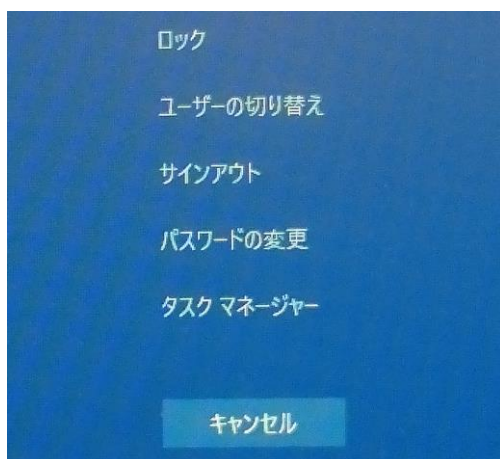 ロック
ユーザーの切り替え
サインアウト
パスワードの変更
タスク マネージャー
キャンセル